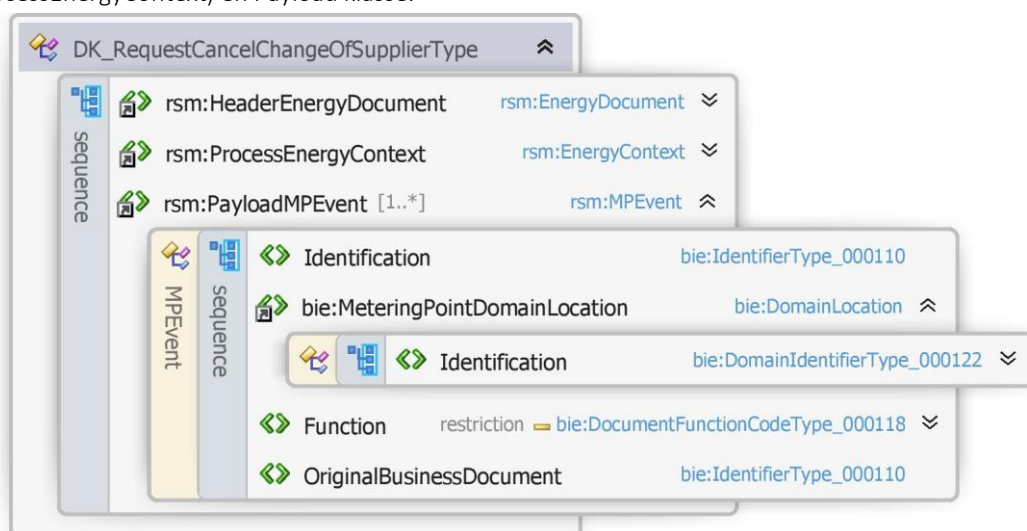 DK_RequestCancelChangeOfSupplierType
sequence
rsm:HeaderEnergyDocument rsm:EnergyDocument
rsm:ProcessEnergyContext rsm:EnergyContext
rsm:PayloadMPEvent [1..*] rsm:MPEvent
MPEvent
sequence
Identification bie:IdentifierType_000110
bie:MeteringPointDomainLocation bie:DomainLocation
Identification bie:DomainIdentifierType_000122
Function restriction bie:DocumentFunctionCodeType_000118
OriginalBusinessDocument bie:IdentifierType_000110